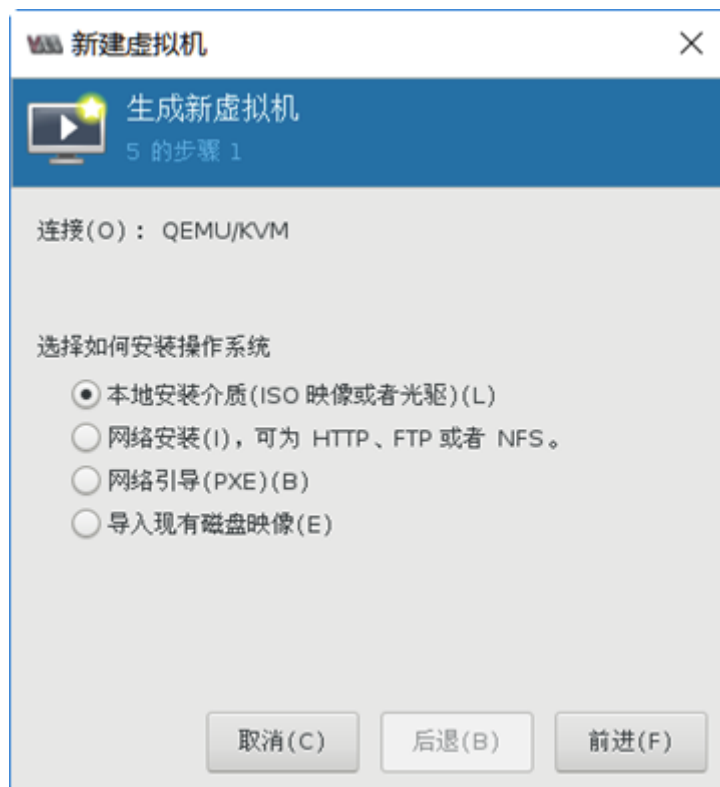 新建虚拟机
生成新虚拟机
5 的步骤 1
连接(O)： QEMU/KVM
选择如何安装操作系统
本地安装介质(ISO 映像或者光驱)(L)
网络安装(I)，可为 HTTP、FTP 或者 NFS。
网络引导(PXE)(B)
导入现有磁盘映像(E)
取消(C)
后退(B)
前进(F)